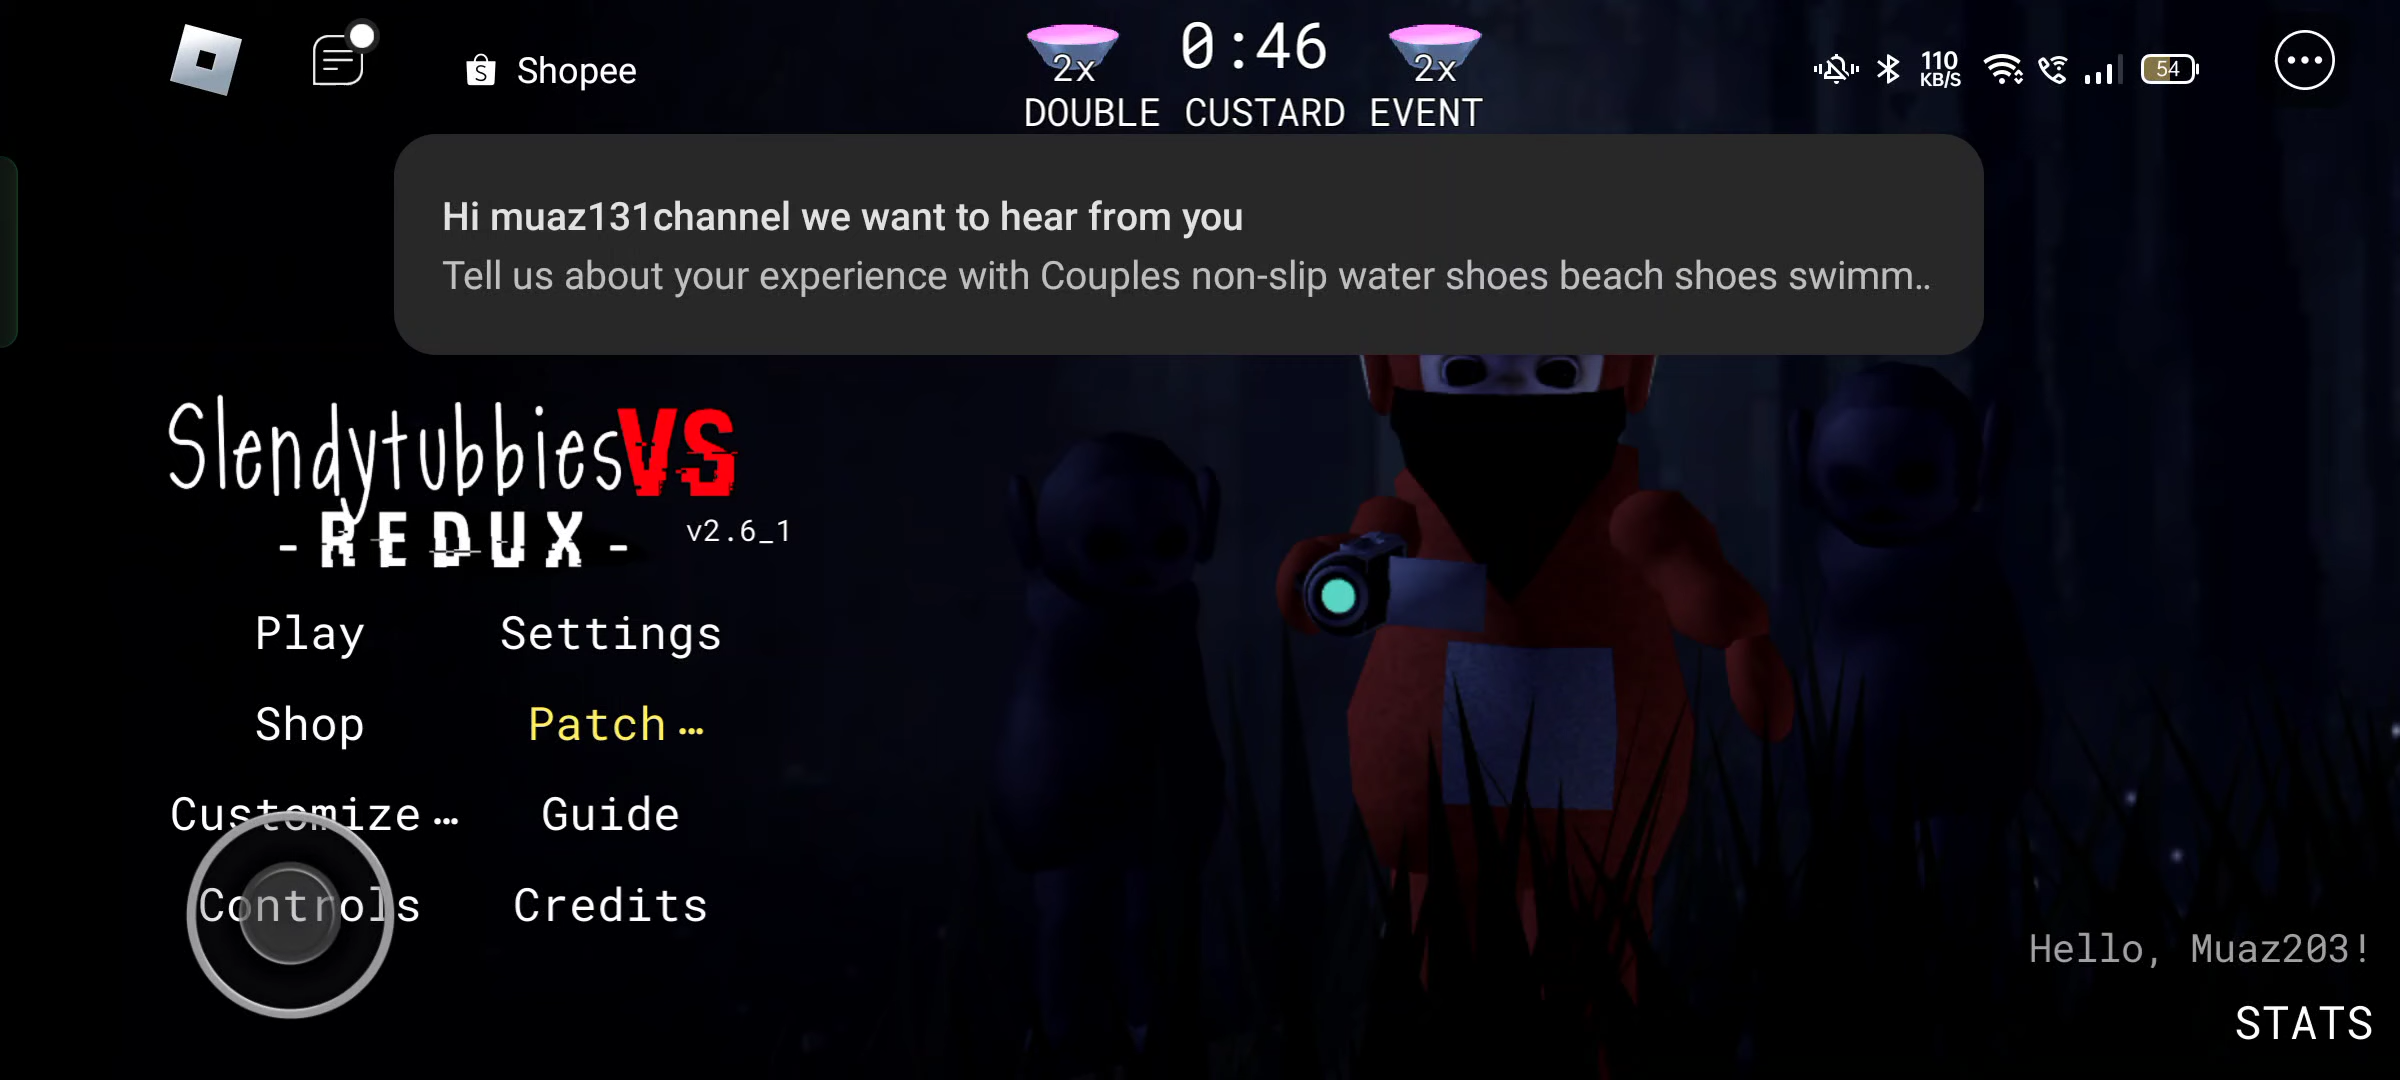 Shopee
2x 0:46 2x
DOUBLE CUSTARD EVENT
110
KB/S
54
Hi muaz131channel we want to hear from you
Tell us about your experience with Couples non-slip water shoes beach shoes swimm..
SlendytubbiesVS
-REDUX-
v2.6_1
Play Settings
Shop Patch…
Customize… Guide
Controls Credits
Hello, Muaz203!
STATS